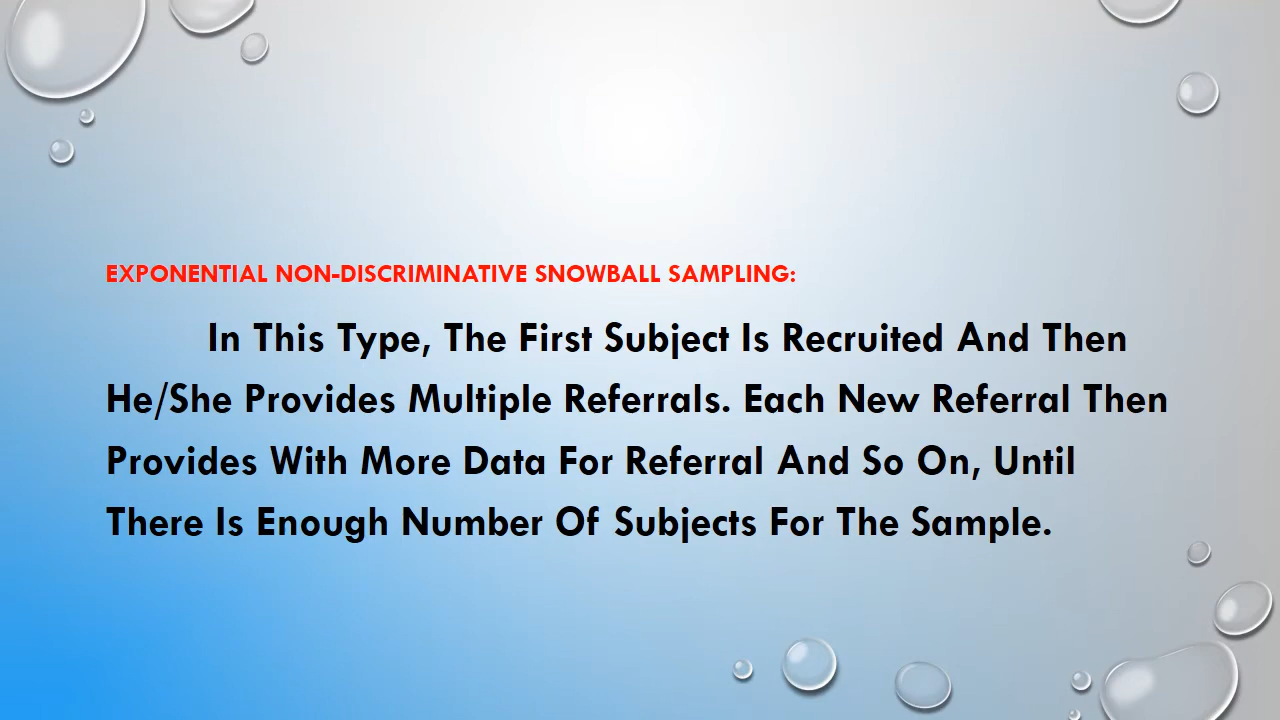 EXPONENTIAL NON-DISCRIMINATIVE SNOWBALL SAMPLING:
In This Type, The First Subject Is Recruited And Then
He/She Provides Multiple Referrals. Each New Referral Then
Provides With More Data For Referral And So On, Until
There Is Enough Number Of Subjects For The Sample.